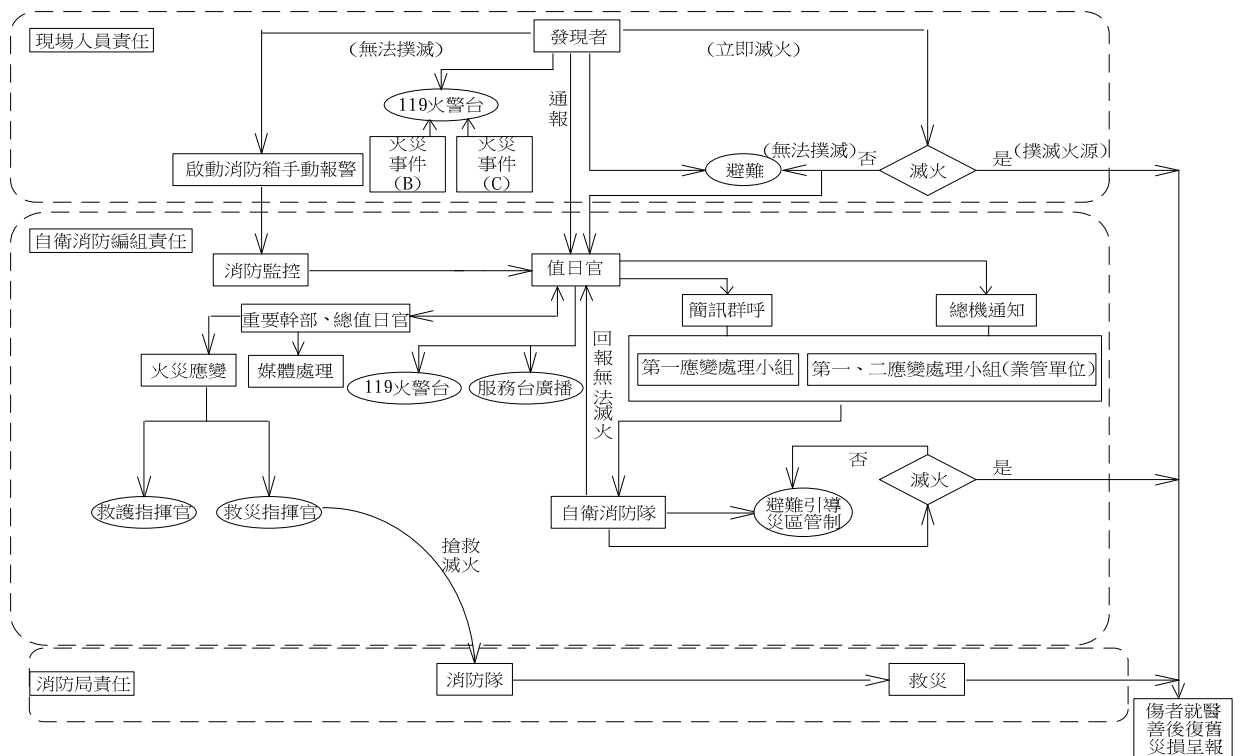 現場人員責任
發現者
(無法撲滅)
(立即滅火)
119火警台
通報
火災
事件
(B)
火災
事件
(C)
啟動消防箱手動報警
避難
(無法撲滅)
否
滅火
是
(撲滅火源)
自衛消防編組責任
消防監控
值日官
簡訊群呼
總機通知
重要幹部、總值日官
火災應變
媒體處理
119火警台
服務台廣播
回報無法滅火
第一應變處理小組
第一、二應變處理小組(業管單位)
救護指揮官
救災指揮官
自衛消防隊
避難引導
災區管制
否
滅火
是
搶救
滅火
消防局責任
消防隊
救災
傷者就醫
善後復舊
災損呈報